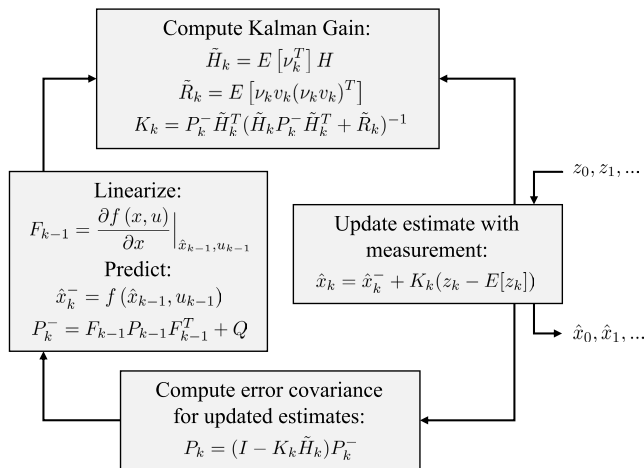 Compute Kalman Gain:
H̃_k = E [ν_k^T] H
R̃_k = E [ν_k v_k (ν_k v_k)^T]
K_k = P_k^- H̃_k^T (H̃_k P_k^- H̃_k^T + R̃_k)^{-1}
z_0, z_1, ...
Linearize:
F_{k-1} = ∂f (x, u) / ∂x |_{x̂_{k-1}, u_{k-1}}
Predict:
x̂_k^- = f (x̂_{k-1}, u_{k-1})
P_k^- = F_{k-1} P_{k-1} F_{k-1}^T + Q
Update estimate with
measurement:
x̂_k = x̂_k^- + K_k (z_k - E[z_k])
x̂_0, x̂_1, ...
Compute error covariance
for updated estimates:
P_k = (I - K_k H̃_k) P_k^-